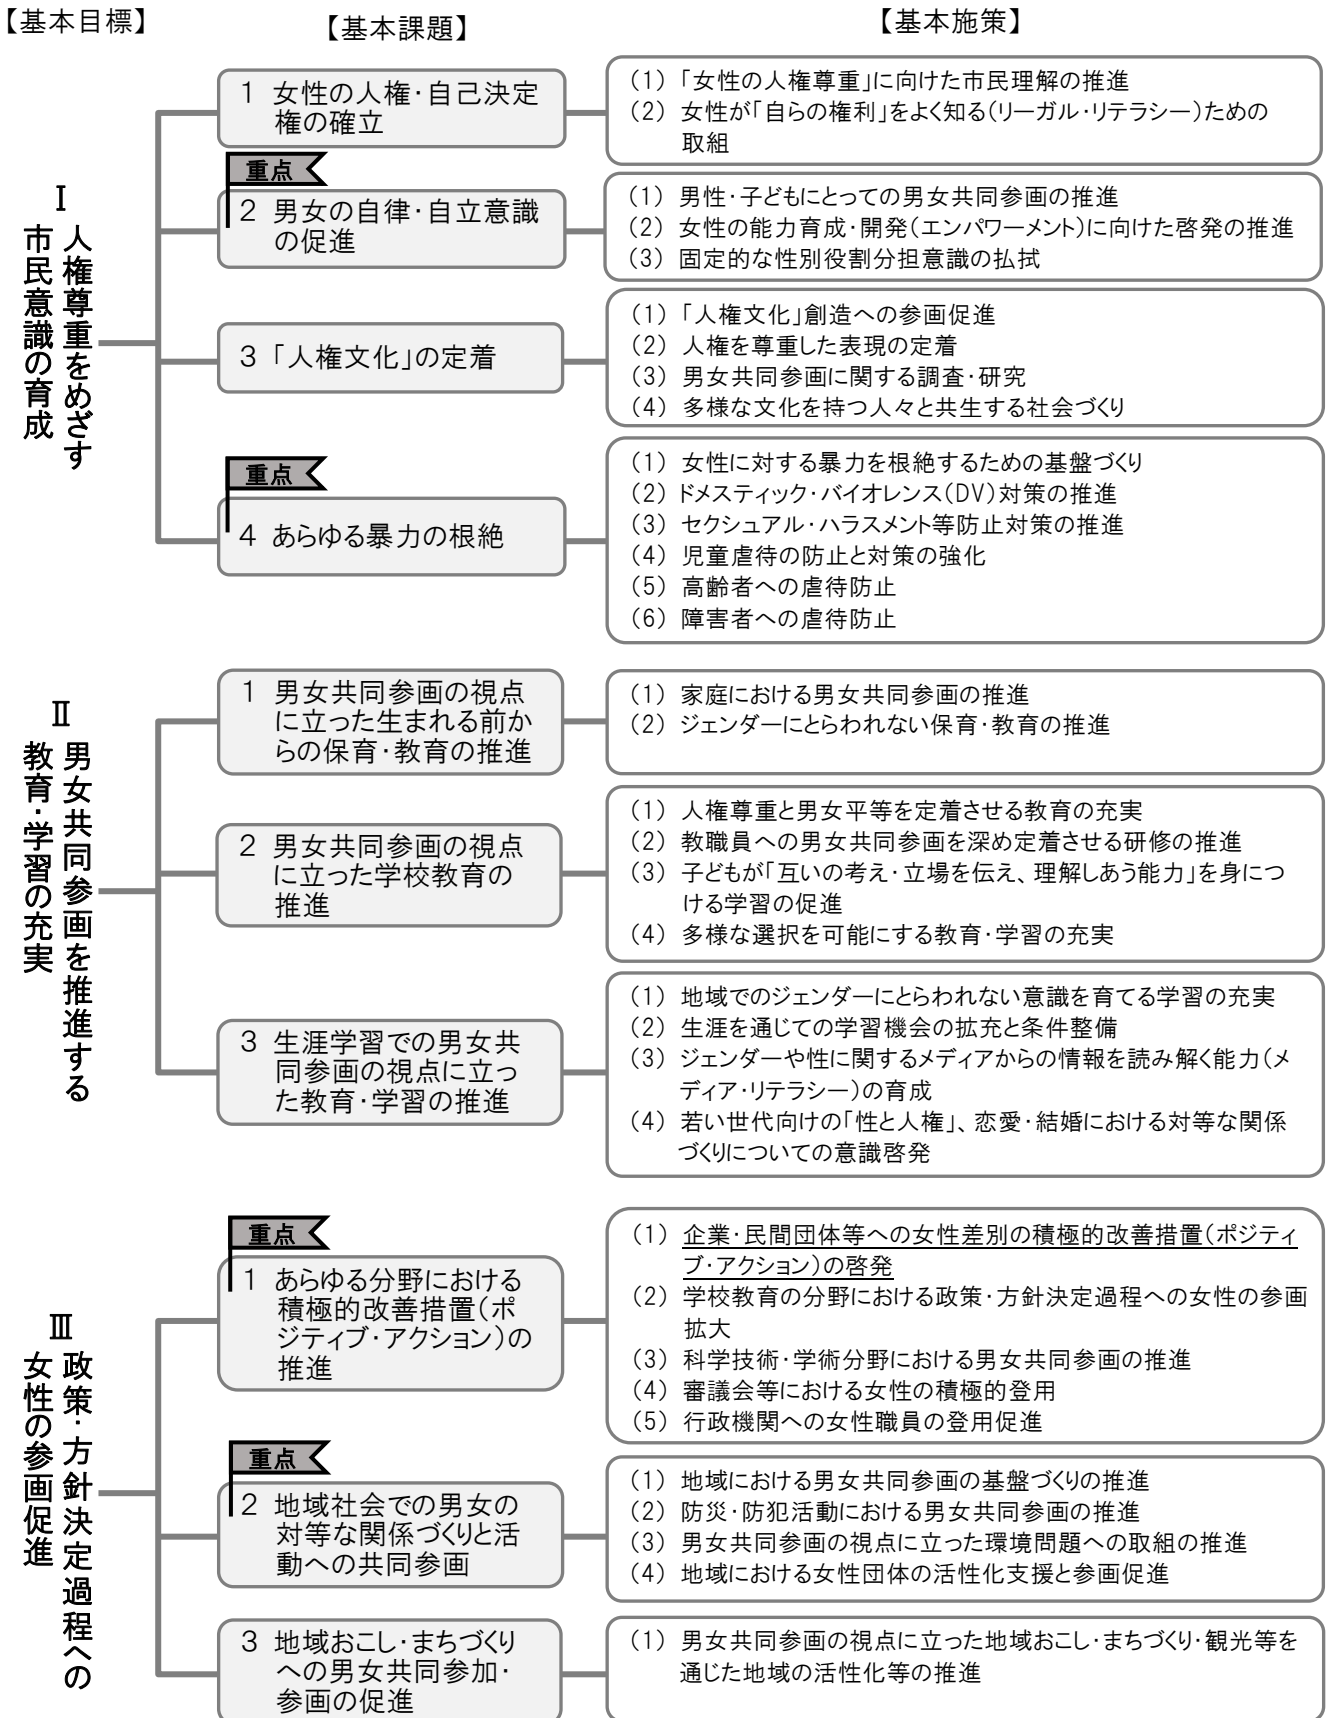 【基本目標】
【基本課題】
【基本施策】
Ⅰ
人権尊重をめざす
市民意識の育成
1 女性の人権・自己決定
権の確立
(1) 「女性の人権尊重」に向けた市民理解の推進
(2) 女性が「自らの権利」をよく知る(リーガル・リテラシー)ための
取組
重点
2 男女の自律・自立意識
の促進
(1) 男性・子どもにとっての男女共同参画の推進
(2) 女性の能力育成・開発(エンパワーメント)に向けた啓発の推進
(3) 固定的な性別役割分担意識の払拭
3 「人権文化」の定着
(1) 「人権文化」創造への参画促進
(2) 人権を尊重した表現の定着
(3) 男女共同参画に関する調査・研究
(4) 多様な文化を持つ人々と共生する社会づくり
重点
4 あらゆる暴力の根絶
(1) 女性に対する暴力を根絶するための基盤づくり
(2) ドメスティック・バイオレンス(DV)対策の推進
(3) セクシュアル・ハラスメント等防止対策の推進
(4) 児童虐待の防止と対策の強化
(5) 高齢者への虐待防止
(6) 障害者への虐待防止
Ⅱ
男女共同参画を推進する
教育・学習の充実
1 男女共同参画の視点
に立った生まれる前か
らの保育・教育の推進
(1) 家庭における男女共同参画の推進
(2) ジェンダーにとらわれない保育・教育の推進
2 男女共同参画の視点
に立った学校教育の
推進
(1) 人権尊重と男女平等を定着させる教育の充実
(2) 教職員への男女共同参画を深め定着させる研修の推進
(3) 子どもが「互いの考え・立場を伝え、理解しあう能力」を身につ
ける学習の促進
(4) 多様な選択を可能にする教育・学習の充実
3 生涯学習での男女共
同参画の視点に立っ
た教育・学習の推進
(1) 地域でのジェンダーにとらわれない意識を育てる学習の充実
(2) 生涯を通じての学習機会の拡充と条件整備
(3) ジェンダーや性に関するメディアからの情報を読み解く能力(メ
ディア・リテラシー)の育成
(4) 若い世代向けの「性と人権」、恋愛・結婚における対等な関係
づくりについての意識啓発
Ⅲ
政策・方針決定過程への
女性の参画促進
重点
1 あらゆる分野における
積極的改善措置(ポ
ジティブ・アクション)の
推進
(1) 企業・民間団体等への女性差別の積極的改善措置(ポジティ
ブ・アクション)の啓発
(2) 学校教育の分野における政策・方針決定過程への女性の参画
拡大
(3) 科学技術・学術分野における男女共同参画の推進
(4) 審議会等における女性の積極的登用
(5) 行政機関への女性職員の登用促進
重点
2 地域社会での男女の
対等な関係づくりと活
動への共同参画
(1) 地域における男女共同参画の基盤づくりの推進
(2) 防災・防犯活動における男女共同参画の推進
(3) 男女共同参画の視点に立った環境問題への取組の推進
(4) 地域における女性団体の活性化支援と参画促進
3 地域おこし・まちづくり
への男女共同参加・
参画の促進
(1) 男女共同参画の視点に立った地域おこし・まちづくり・観光等を
通じた地域の活性化等の推進